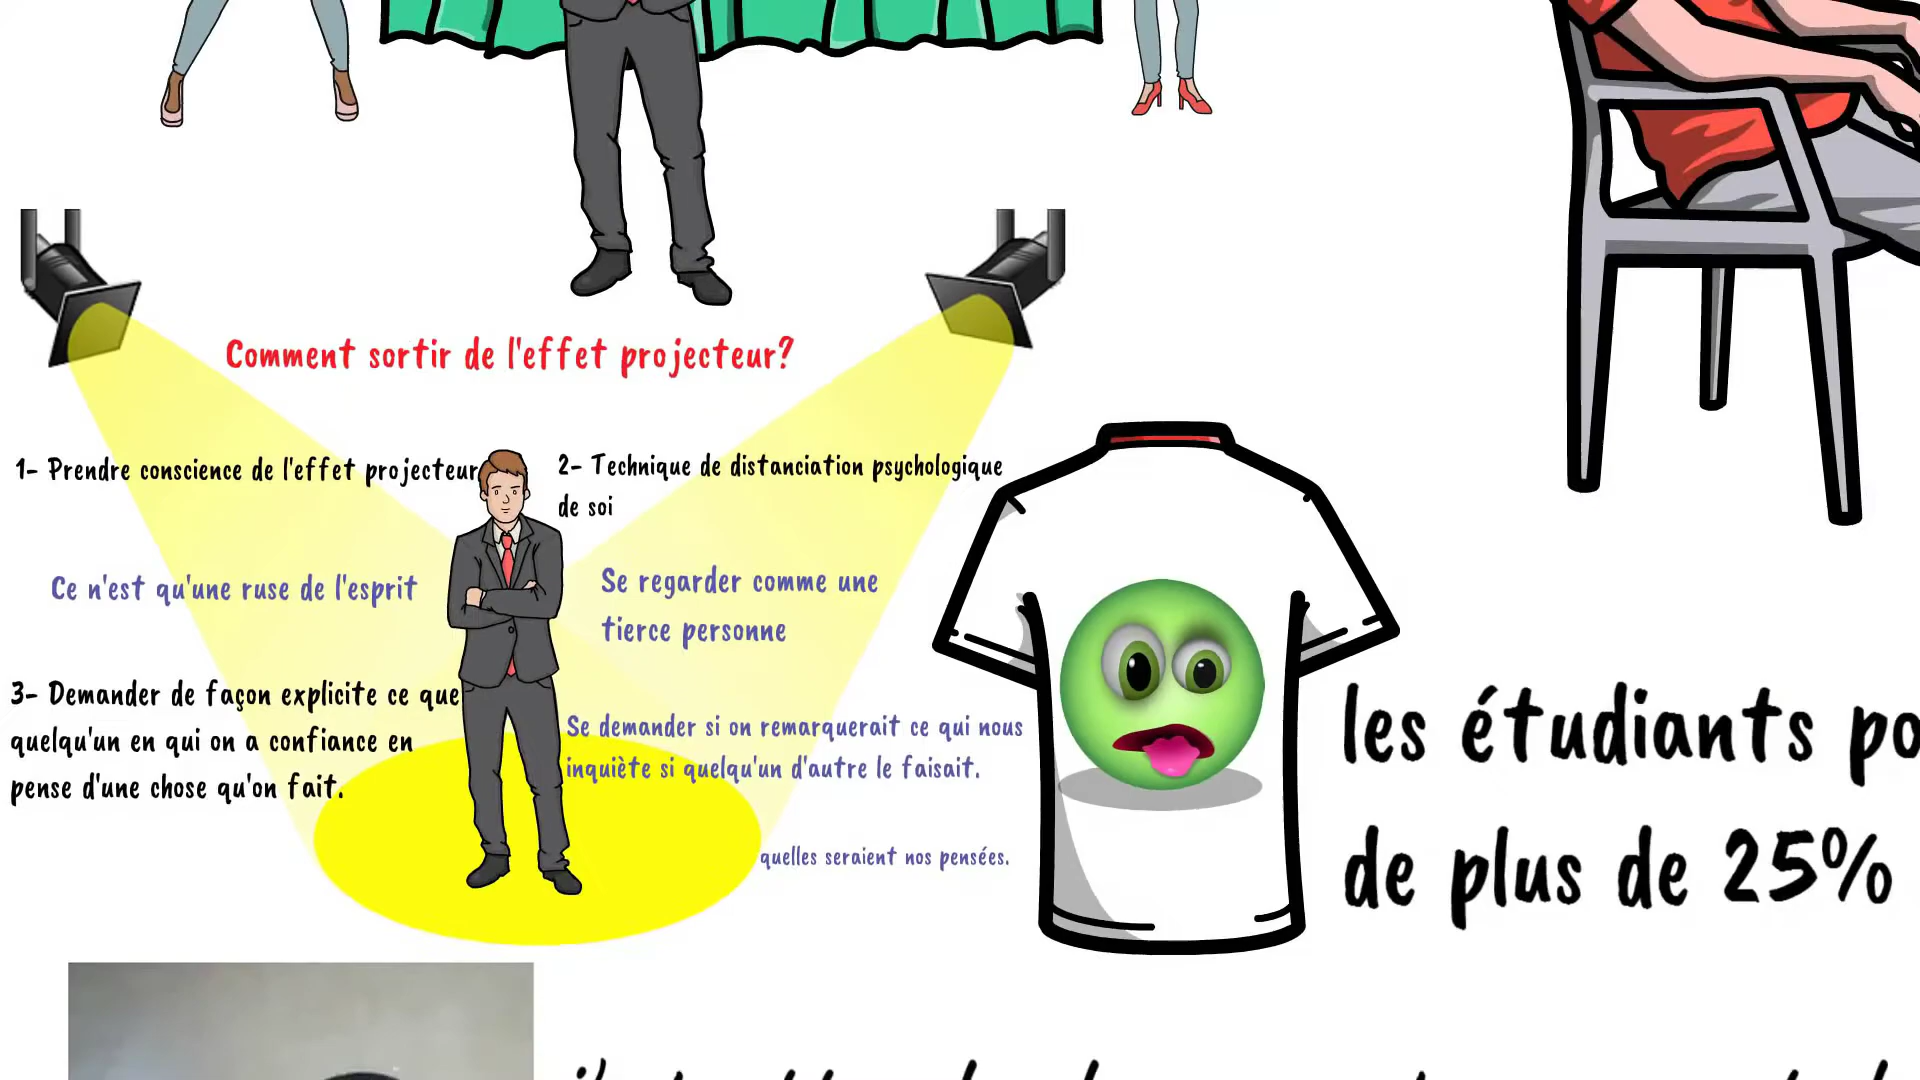 Comment sortir de l'effet projecteur?
1- Prendre conscience de l'effet projecteur
2- Technique de distanciation psychologique
de soi
Ce n'est qu'une ruse de l'esprit
Se regarder comme une
tierce personne
3- Demander de façon explicite ce que
quelqu'un en qui on a confiance en
pense d'une chose qu'on fait.
Se demander si on remarquerait ce qui nous
inquiète si quelqu'un d'autre le faisait.
quelles seraient nos pensées.
les étudiants
de plus de 25%